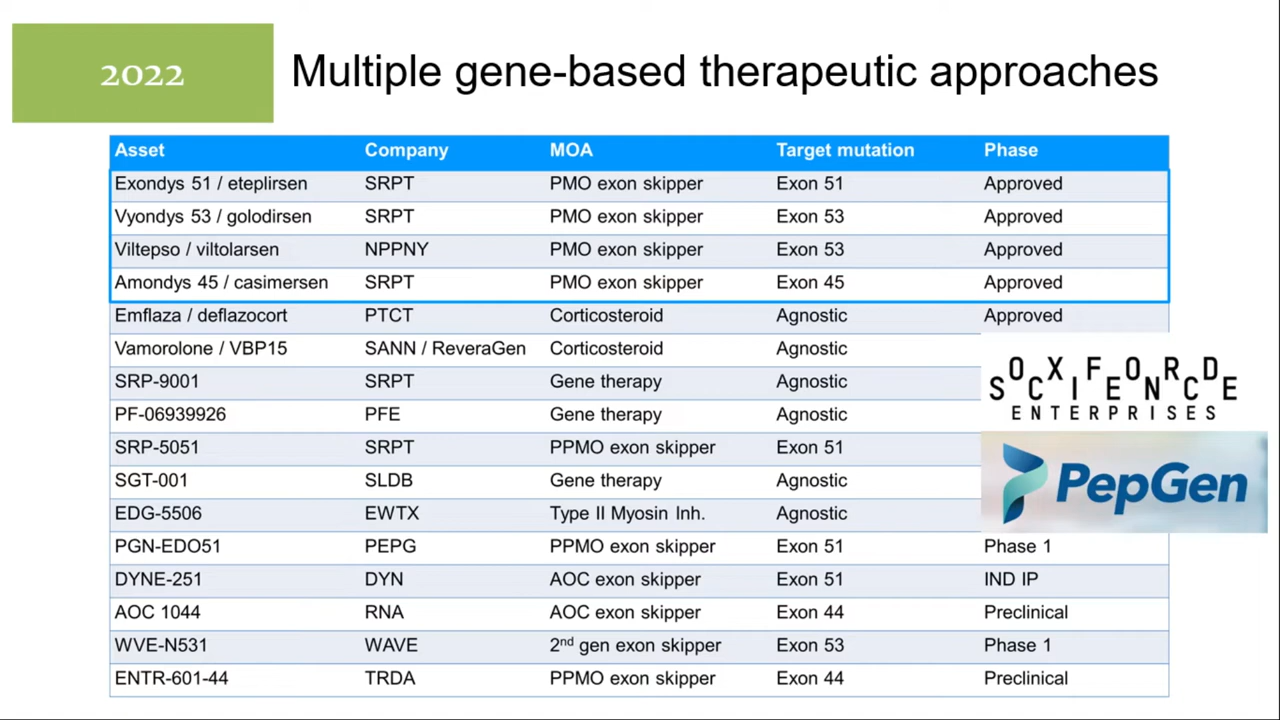 2022
Multiple gene-based therapeutic approaches
Asset Company MOA Target mutation Phase
Exondys 51 / eteplirsen SRPT PMO exon skipper Exon 51 Approved
Vyondys 53 / golodirsen SRPT PMO exon skipper Exon 53 Approved
Viltepso / viltolarsen NPPNY PMO exon skipper Exon 53 Approved
Amondys 45 / casimersen SRPT PMO exon skipper Exon 45 Approved
Emflaza / deflazocort PTCT Corticosteroid Agnostic Approved
Vamorolone / VBP15 SANN / ReveraGen Corticosteroid Agnostic
SRP-9001 SRPT Gene therapy Agnostic
PF-06939926 PFE Gene therapy Agnostic
SRP-5051 SRPT PPMO exon skipper Exon 51
SGT-001 SLDB Gene therapy Agnostic
EDG-5506 EWTX Type II Myosin Inh. Agnostic
OXFORD
SCIENCE
ENTERPRISES
PepGen
PGN-EDO51 PEPG PPMO exon skipper Exon 51 Phase 1
DYNE-251 DYN AOC exon skipper Exon 51 IND IP
AOC 1044 RNA AOC exon skipper Exon 44 Preclinical
WVE-N531 WAVE 2nd gen exon skipper Exon 53 Phase 1
ENTR-601-44 TRDA PPMO exon skipper Exon 44 Preclinical